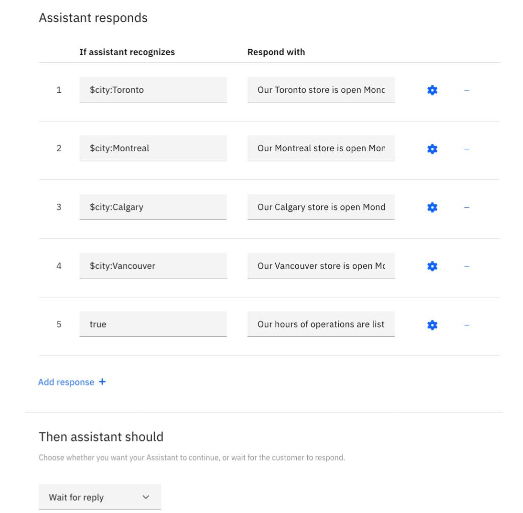 Assistant responds
If assistant recognizes Respond with
1 $city:Toronto Our Toronto store is open Mond
2 $city:Montreal Our Montreal store is open Mon
3 $city:Calgary Our Calgary store is open Mond
4 $city:Vancouver Our Vancouver store is open Mo
5 true Our hours of operations are list
Add response +
Then assistant should
Choose whether you want your Assistant to continue, or wait for the customer to respond.
Wait for reply